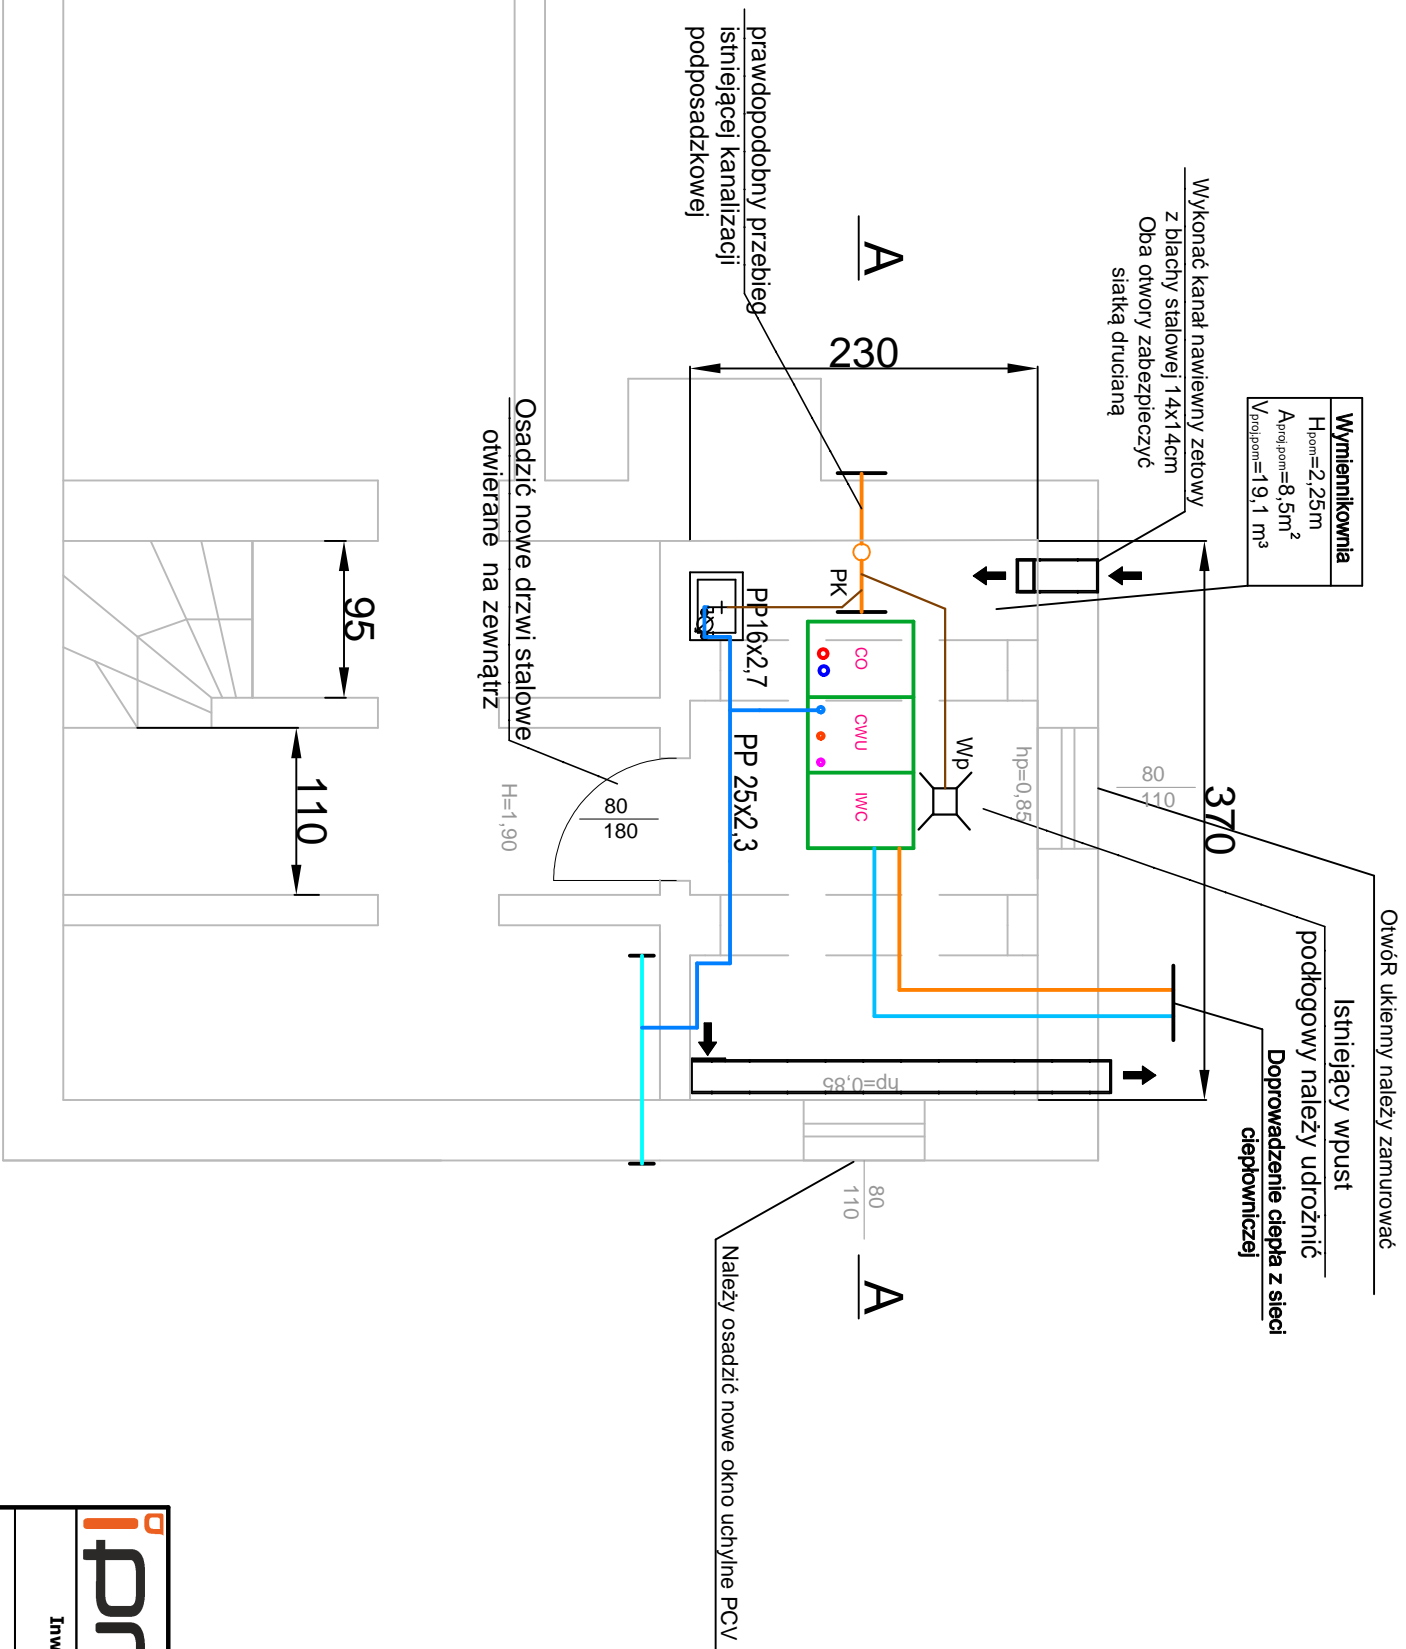 Wymiennikownia
Hpom=2,25m
Aproj.pom=8,5m²
Vproj.pom=19,1 m³
Wykonać kanał nawiewny zetowy
z blachy stalowej 14x14cm
Oba otwory zabezpieczyć
siatką drucianą
prawdopodobny przebieg
istniejącej kanalizacji
podposadzkowej
A
230
370
Osadzić nowe drzwi stalowe
otwierane na zewnątrz
95
110
PK
PP16x2,7
PP 25x2,3
CO
CWU
IWC
Wp
hp=0,85
80
110
80
180
H=1,90
OtwóR ukienny należy zamurować
Istniejący wpust
podłogowy należy udrożnić
Doprowadzenie ciepła z sieci
ciepłowniczej
hp=0,85
80
110
A
Należy osadzić nowe okno uchylne PCV
ipr
Inw